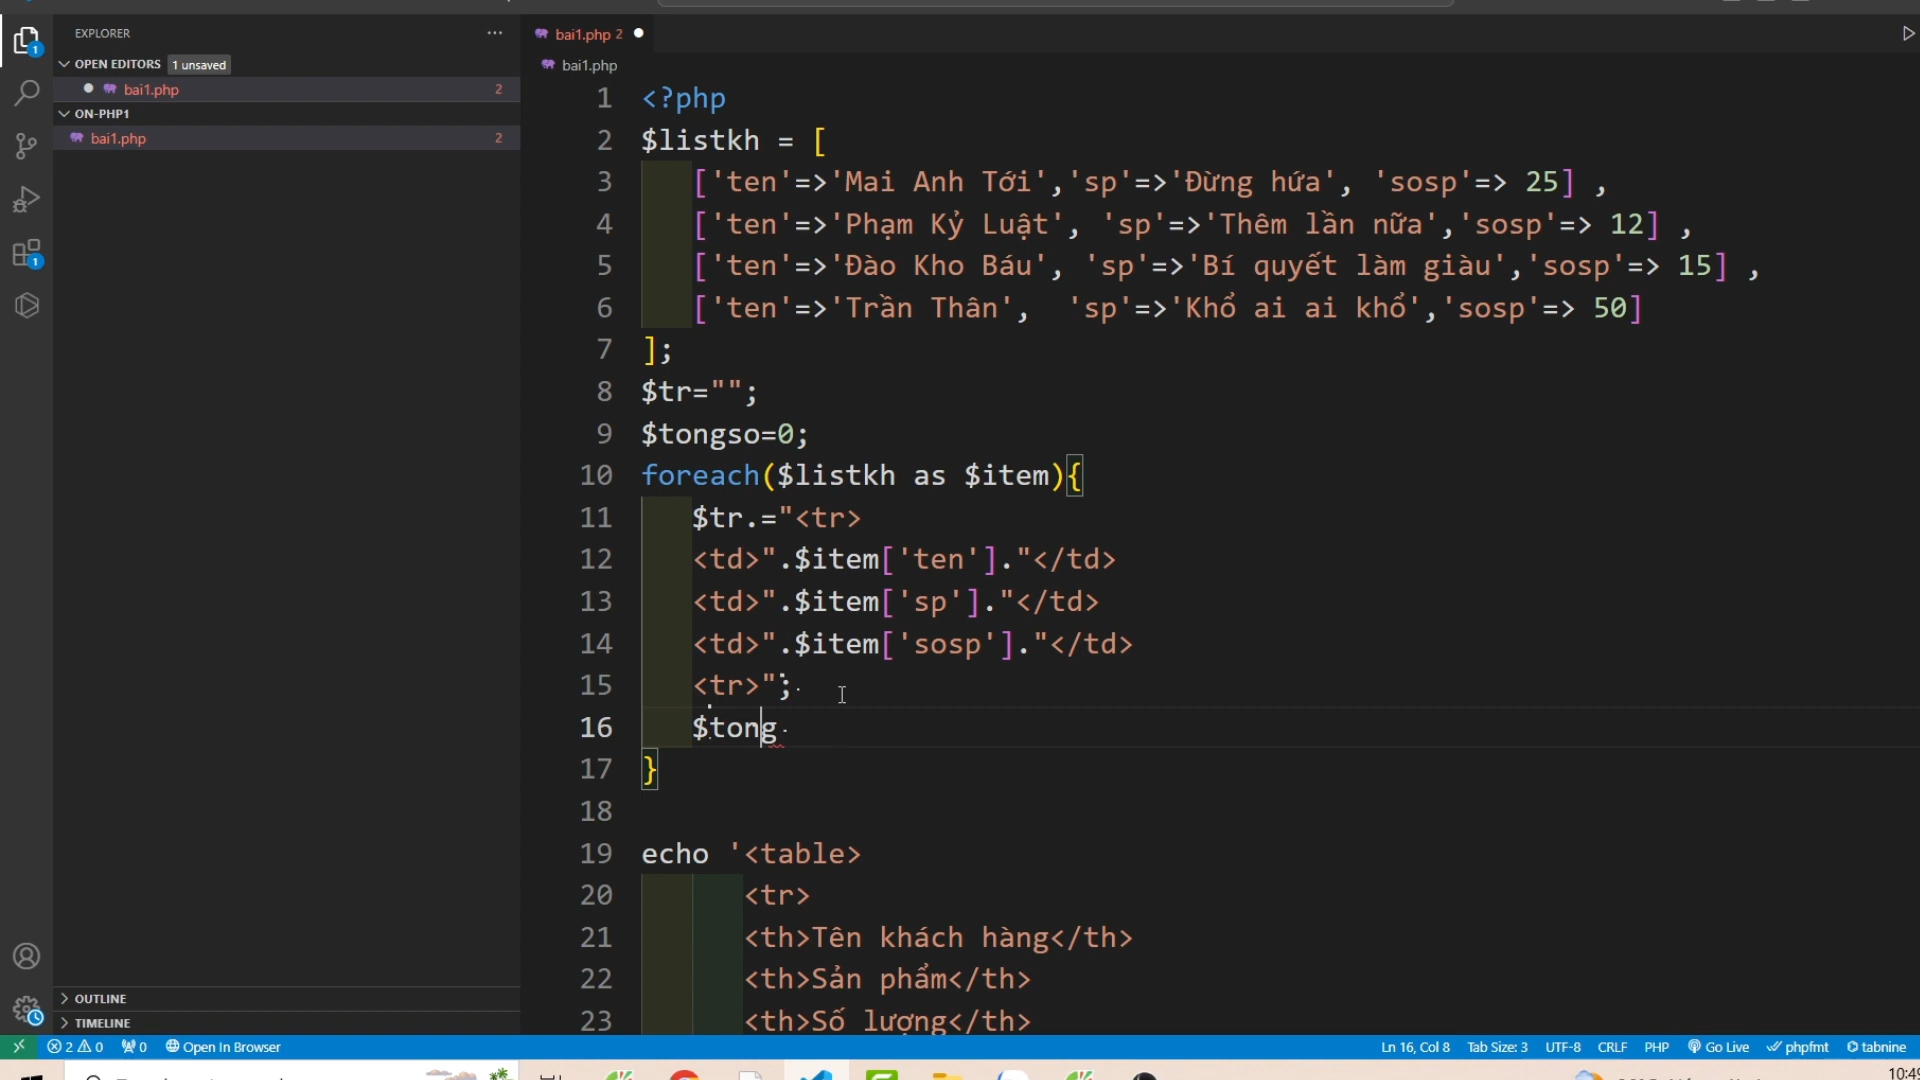 EXPLORER
OPEN EDITORS 1 unsaved
bai1.php 2
ON-PHP1
bai1.php 2
OUTLINE
TIMELINE
bai1.php 2
bai1.php
1 <?php
2 $listkh = [
3 ['ten'=>'Mai Anh Tới','sp'=>'Đừng hứa', 'sosp'=> 25] ,
4 ['ten'=>'Phạm Kỷ Luật', 'sp'=>'Thêm lần nữa','sosp'=> 12] ,
5 ['ten'=>'Đào Kho Báu', 'sp'=>'Bí quyết làm giàu','sosp'=> 15] ,
6 ['ten'=>'Trần Thân', 'sp'=>'Khổ ai ai khổ','sosp'=> 50]
7 ];
8 $tr="";
9 $tongso=0;
10 foreach($listkh as $item){
11 $tr.="<tr>
12 <td>".$item['ten']."</td>
13 <td>".$item['sp']."</td>
14 <td>".$item['sosp']."</td>
15 <tr>";
16 $tong
17 }
18
19 echo '<table>
20 <tr>
21 <th>Tên khách hàng</th>
22 <th>Sản phẩm</th>
23 <th>Số lượng</th>
2 0 0 Open In Browser Ln 16, Col 8 Tab Size: 3 UTF-8 CRLF PHP Go Live phpfmt tabnine